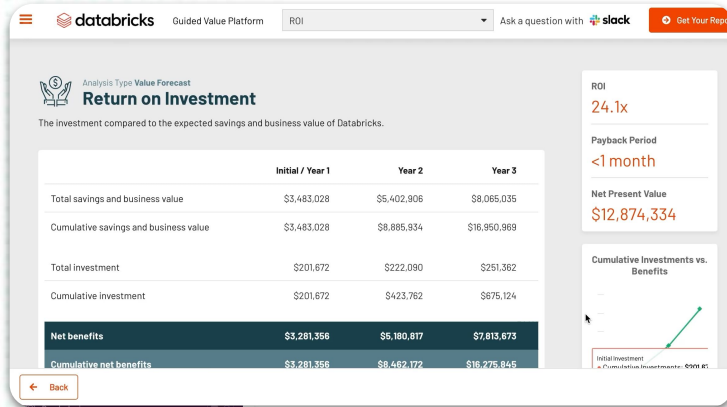 databricks Guided Value Platform ROI Ask a question with slack Get Your Repo
Analysis Type Value Forecast
Return on Investment
The investment compared to the expected savings and business value of Databricks.
Initial / Year 1 Year 2 Year 3
Total savings and business value $3,483,028 $5,402,906 $8,065,035
Cumulative savings and business value $3,483,028 $8,885,934 $16,950,969
Total investment $201,672 $222,090 $251,362
Cumulative investment $201,672 $423,762 $675,124
Net benefits $3,281,356 $5,180,817 $7,813,673
Cumulative net benefits $3,281,356 $8,462,172 $16,275,845
ROI
24.1x
Payback Period
<1 month
Net Present Value
$12,874,334
Cumulative Investments vs.
Benefits
Initial Investment
Cumulative Investments: $201,67
Back